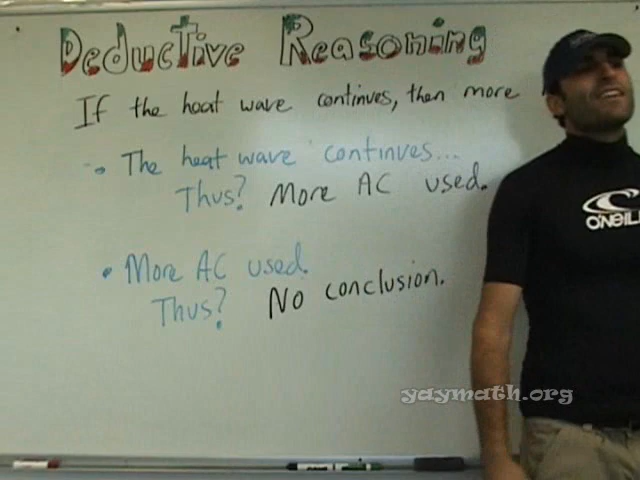 Deductive Reasoning
If the heat wave continues, then more
• The heat wave continues...
Thus? More AC used.
• More AC used.
Thus? No conclusion.
O'NEILL
yaymath.org